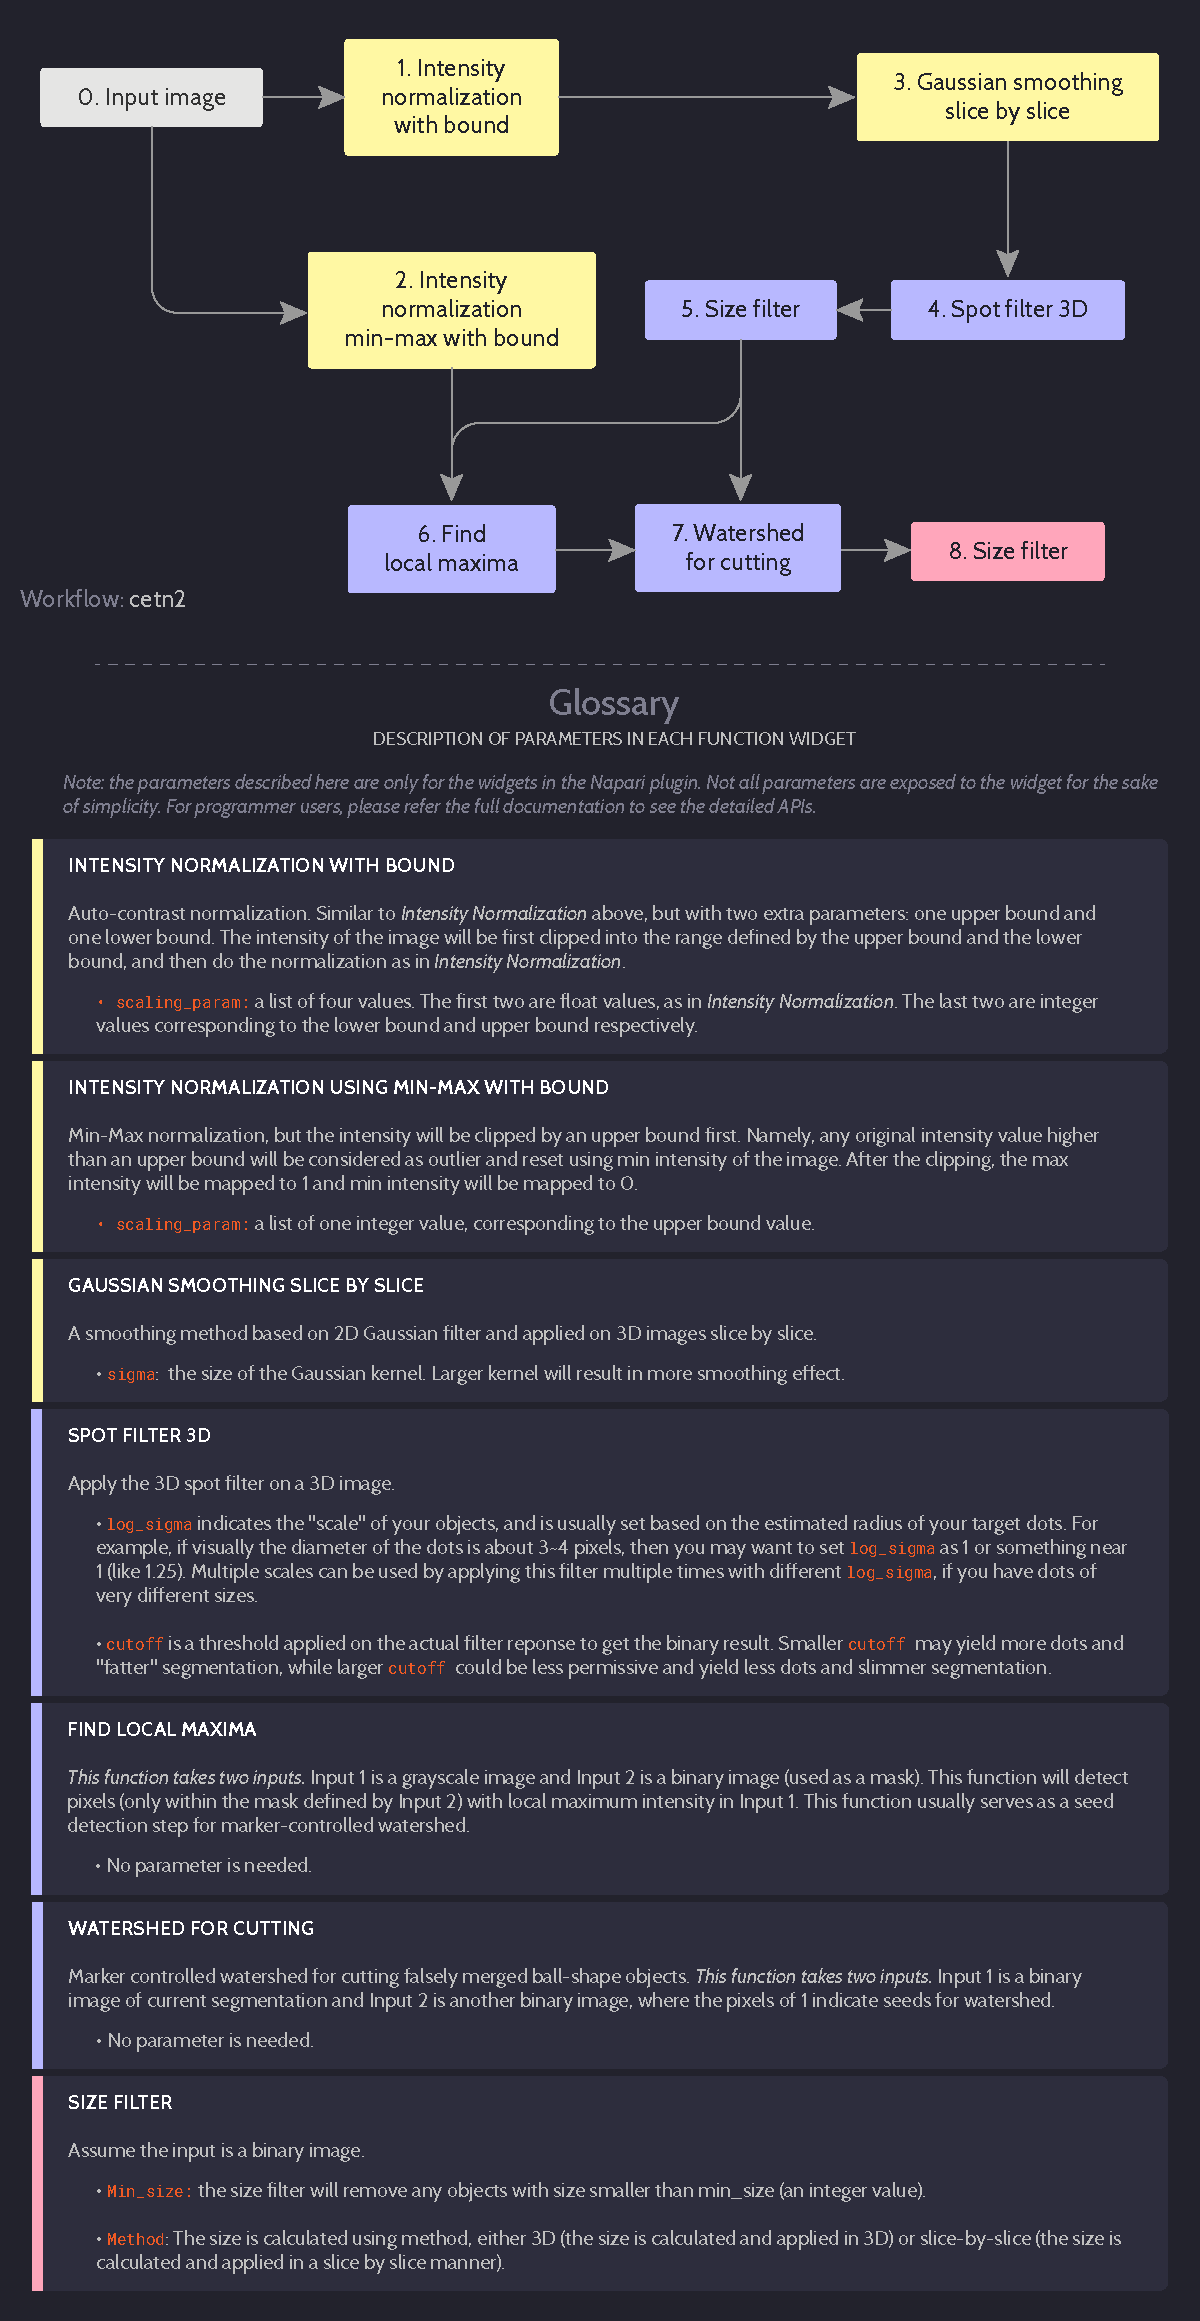 0. Input image
1. Intensity
normalization
with bound
3. Gaussian smoothing
slice by slice
2. Intensity
normalization
min-max with bound
5. Size filter
4. Spot filter 3D
6. Find
local maxima
7. Watershed
for cutting
8. Size filter
Workflow: cetn2
Glossary
DESCRIPTION OF PARAMETERS IN EACH FUNCTION WIDGET
Note: the parameters described here are only for the widgets in the Napari plugin. Not all parameters are exposed to the widget for the sake
of simplicity. For programmer users, please refer the full documentation to see the detailed APIs.
INTENSITY NORMALIZATION WITH BOUND
Auto-contrast normalization. Similar to Intensity Normalization above, but with two extra parameters: one upper bound and
one lower bound. The intensity of the image will be first clipped into the range defined by the upper bound and the lower
bound, and then do the normalization as in Intensity Normalization.
• scaling_param: a list of four values. The first two are float values, as in Intensity Normalization. The last two are integer
values corresponding to the lower bound and upper bound respectively.
INTENSITY NORMALIZATION USING MIN-MAX WITH BOUND
Min-Max normalization, but the intensity will be clipped by an upper bound first. Namely, any original intensity value higher
than an upper bound will be considered as outlier and reset using min intensity of the image. After the clipping, the max
intensity will be mapped to 1 and min intensity will be mapped to 0.
• scaling_param: a list of one integer value, corresponding to the upper bound value.
GAUSSIAN SMOOTHING SLICE BY SLICE
A smoothing method based on 2D Gaussian filter and applied on 3D images slice by slice.
• sigma: the size of the Gaussian kernel. Larger kernel will result in more smoothing effect.
SPOT FILTER 3D
Apply the 3D spot filter on a 3D image.
• log_sigma indicates the "scale" of your objects, and is usually set based on the estimated radius of your target dots. For
example, if visually the diameter of the dots is about 3~4 pixels, then you may want to set log_sigma as 1 or something near
1 (like 1.25). Multiple scales can be used by applying this filter multiple times with different log_sigma, if you have dots of
very different sizes.
• cutoff is a threshold applied on the actual filter reponse to get the binary result. Smaller cutoff may yield more dots and
"fatter" segmentation, while larger cutoff could be less permissive and yield less dots and slimmer segmentation.
FIND LOCAL MAXIMA
This function takes two inputs. Input 1 is a grayscale image and Input 2 is a binary image (used as a mask). This function will detect
pixels (only within the mask defined by Input 2) with local maximum intensity in Input 1. This function usually serves as a seed
detection step for marker-controlled watershed.
• No parameter is needed.
WATERSHED FOR CUTTING
Marker controlled watershed for cutting falsely merged ball-shape objects. This function takes two inputs. Input 1 is a binary
image of current segmentation and Input 2 is another binary image, where the pixels of 1 indicate seeds for watershed.
• No parameter is needed.
SIZE FILTER
Assume the input is a binary image.
• Min_size: the size filter will remove any objects with size smaller than min_size (an integer value).
• Method: The size is calculated using method, either 3D (the size is calculated and applied in 3D) or slice-by-slice (the size is
calculated and applied in a slice by slice manner).